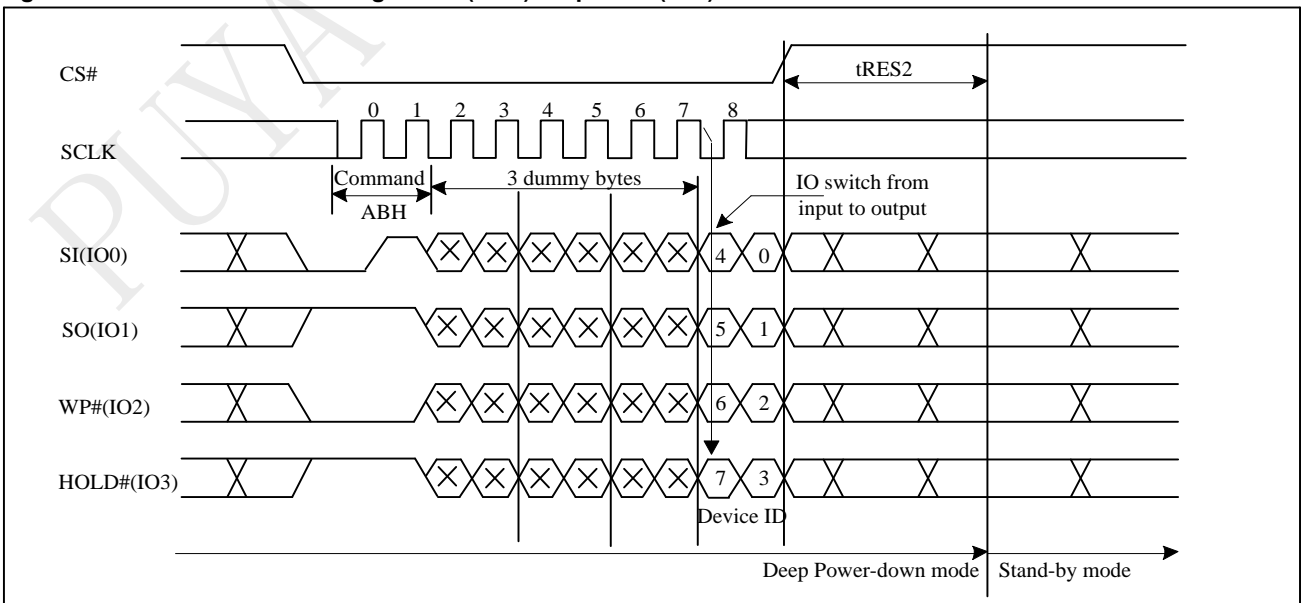 CS#
tRES2
0 1 2 3 4 5 6 7 8
SCLK
Command
3 dummy bytes
IO switch from
input to output
ABH
SI(IO0)
4 0
SO(IO1)
5 1
WP#(IO2)
6 2
HOLD#(IO3)
7 3
Device ID
Deep Power-down mode
Stand-by mode
PUYA